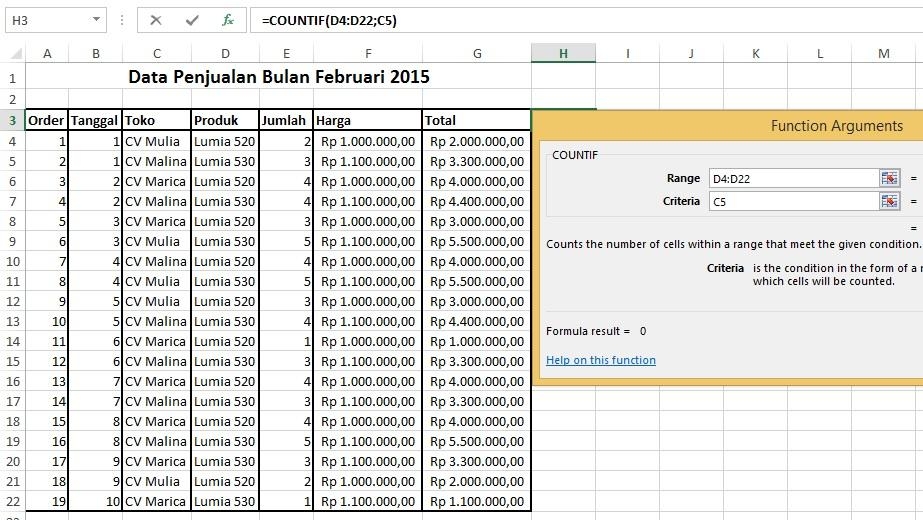 H3 fx =COUNTIF(D4:D22;C5)
A B C D E F G H I J K L M
1 Data Penjualan Bulan Februari 2015
2
3 Order Tanggal Toko Produk Jumlah Harga Total
4 1 1 CV Mulia Lumia 520 2 Rp 1.000.000,00 Rp 2.000.000,00
5 2 1 CV Malina Lumia 530 3 Rp 1.100.000,00 Rp 3.300.000,00
6 3 2 CV Marica Lumia 520 4 Rp 1.000.000,00 Rp 4.000.000,00
7 4 2 CV Malina Lumia 530 4 Rp 1.100.000,00 Rp 4.400.000,00
8 5 3 CV Marica Lumia 520 3 Rp 1.000.000,00 Rp 3.000.000,00
9 6 3 CV Mulia Lumia 530 5 Rp 1.100.000,00 Rp 5.500.000,00
10 7 4 CV Malina Lumia 520 4 Rp 1.000.000,00 Rp 4.000.000,00
11 8 4 CV Mulia Lumia 530 5 Rp 1.100.000,00 Rp 5.500.000,00
12 9 5 CV Mulia Lumia 520 3 Rp 1.000.000,00 Rp 3.000.000,00
13 10 5 CV Malina Lumia 530 4 Rp 1.100.000,00 Rp 4.400.000,00
14 11 6 CV Marica Lumia 520 1 Rp 1.000.000,00 Rp 1.000.000,00
15 12 6 CV Malina Lumia 530 3 Rp 1.100.000,00 Rp 3.300.000,00
16 13 7 CV Marica Lumia 520 4 Rp 1.000.000,00 Rp 4.000.000,00
17 14 7 CV Malina Lumia 530 3 Rp 1.100.000,00 Rp 3.300.000,00
18 15 8 CV Marica Lumia 520 4 Rp 1.000.000,00 Rp 4.000.000,00
19 16 8 CV Malina Lumia 530 5 Rp 1.100.000,00 Rp 5.500.000,00
20 17 9 CV Marica Lumia 530 3 Rp 1.100.000,00 Rp 3.300.000,00
21 18 9 CV Mulia Lumia 520 2 Rp 1.000.000,00 Rp 2.000.000,00
22 19 10 CV Marica Lumia 530 1 Rp 1.100.000,00 Rp 1.100.000,00
Function Arguments
COUNTIF
Range D4:D22 =
Criteria C5 =
=
Counts the number of cells within a range that meet the given condition.
Criteria is the condition in the form of a
which cells will be counted.
Formula result = 0
Help on this function